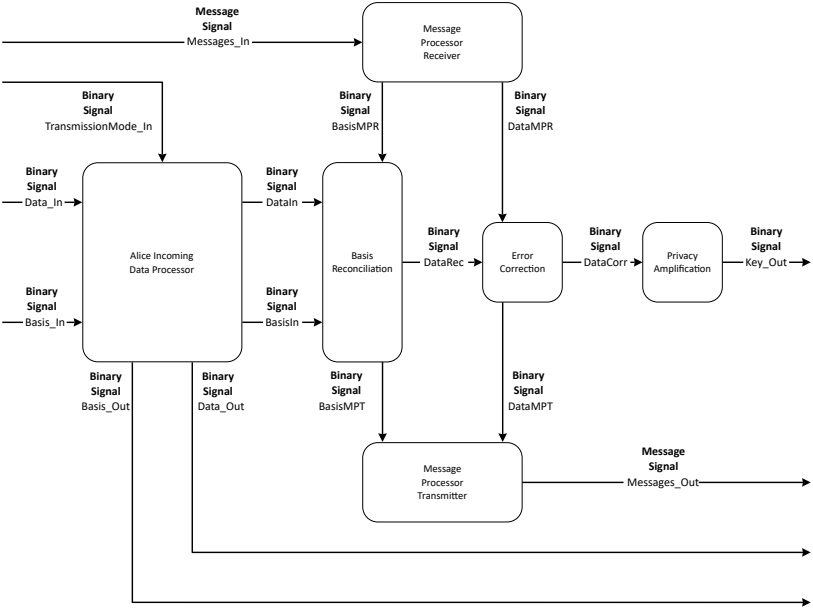 Message
Signal
Messages_In
Message
Processor
Receiver
Binary
Signal
TransmissionMode_In
Binary
Signal
BasisMPR
Binary
Signal
DataMPR
Binary
Signal
Data_In
Binary
Signal
DataIn
Alice Incoming
Data Processor
Basis
Reconciliation
Binary
Signal
DataRec
Error
Correction
Binary
Signal
DataCorr
Privacy
Amplification
Binary
Signal
Key_Out
Binary
Signal
Basis_In
Binary
Signal
BasisIn
Binary
Signal
Basis_Out
Binary
Signal
Data_Out
Binary
Signal
BasisMPT
Binary
Signal
DataMPT
Message
Processor
Transmitter
Message
Signal
Messages_Out